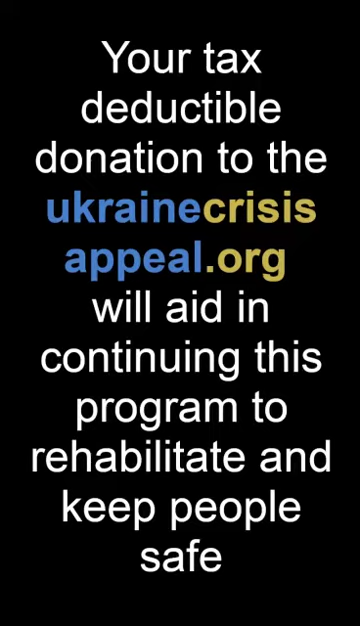 Your tax
deductible
donation to the
ukrainecrisis
appeal.org
will aid in
continuing this
program to
rehabilitate and
keep people
safe